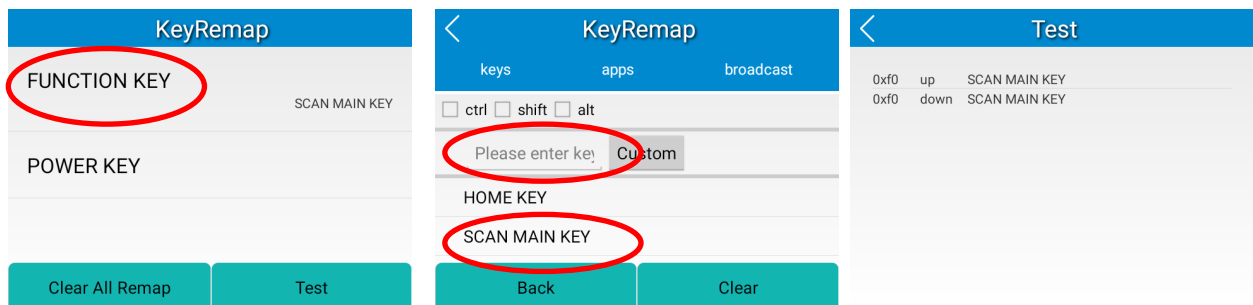 KeyRemap
FUNCTION KEY
SCAN MAIN KEY
POWER KEY
Clear All Remap Test
KeyRemap
keys apps broadcast
ctrl shift alt
Please enter key Custom
HOME KEY
SCAN MAIN KEY
Back Clear
Test
0xf0 up SCAN MAIN KEY
0xf0 down SCAN MAIN KEY